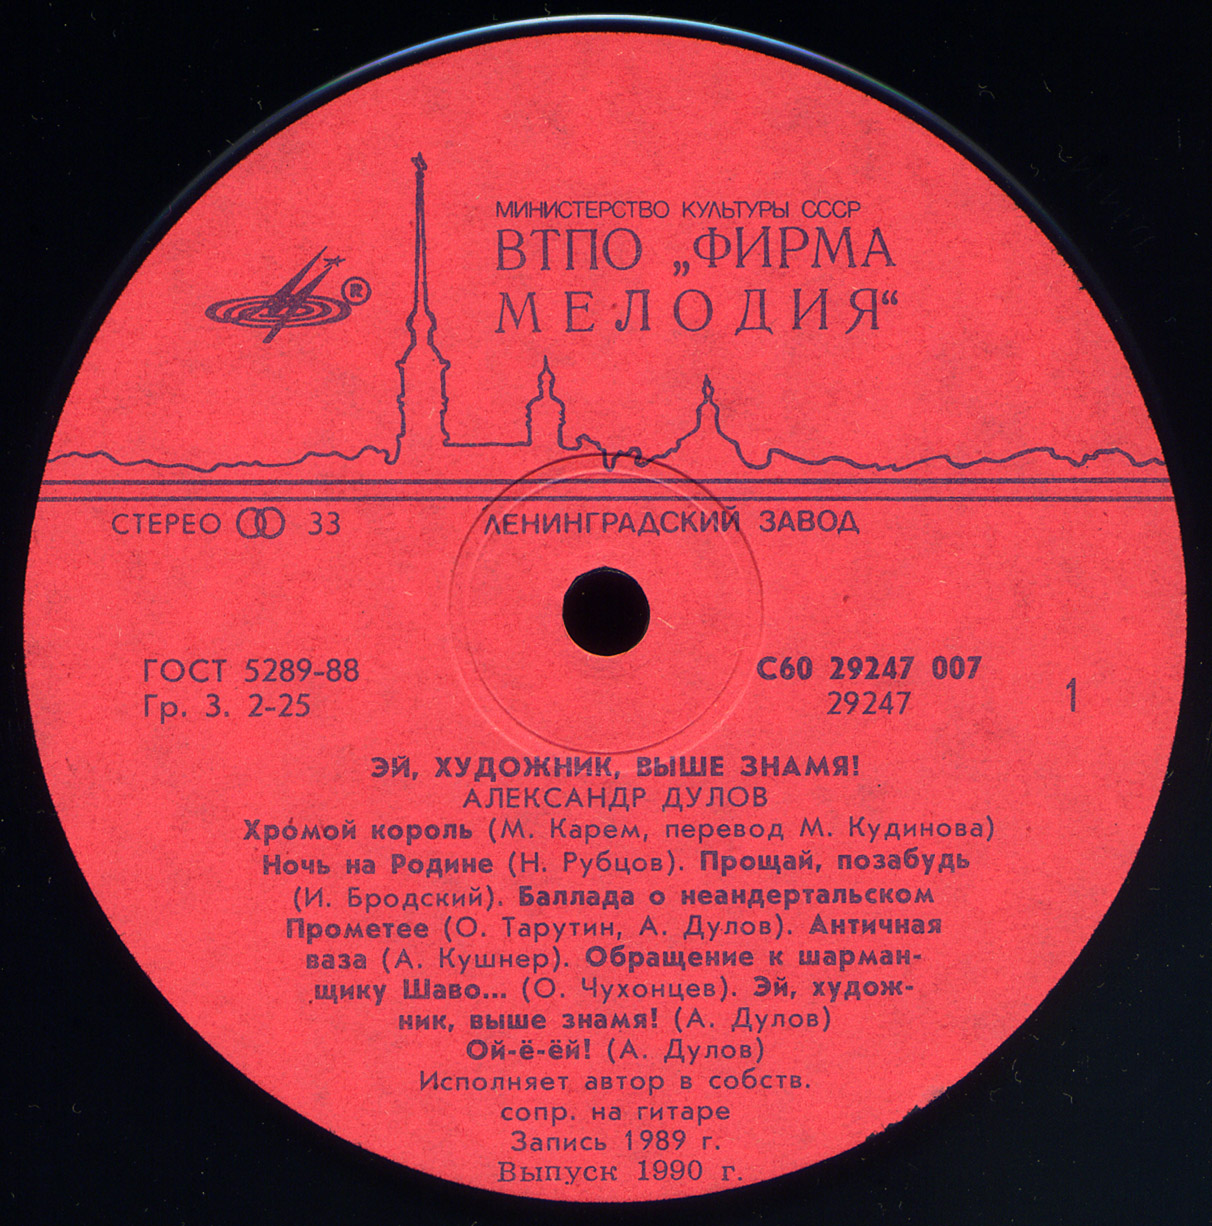 МИНИСТЕРСТВО КУЛЬТУРЫ СССР
ВТПО „ФИРМА
МЕЛОДИЯ“
®
СТЕРЕО 33
ЛЕНИНГРАДСКИЙ ЗАВОД
ГОСТ 5289-88
Гр. 3. 2-25
С60 29247 007
29247
1
ЭЙ, ХУДОЖНИК, ВЫШЕ ЗНАМЯ!
АЛЕКСАНДР ДУЛОВ
Хромой король (М. Карем, перевод М. Кудинова)
Ночь на Родине (Н. Рубцов). Прощай, позабудь
(И. Бродский). Баллада о неандертальском
Прометее (О. Тарутин, А. Дулов). Античная
ваза (А. Кушнер). Обращение к шарман-
щику Шаво... (О. Чухонцев). Эй, худож-
ник, выше знамя! (А. Дулов)
Ой-ё-ёй! (А. Дулов)
Исполняет автор в собств.
сопр. на гитаре
Запись 1989 г.
Выпуск 1990 г.